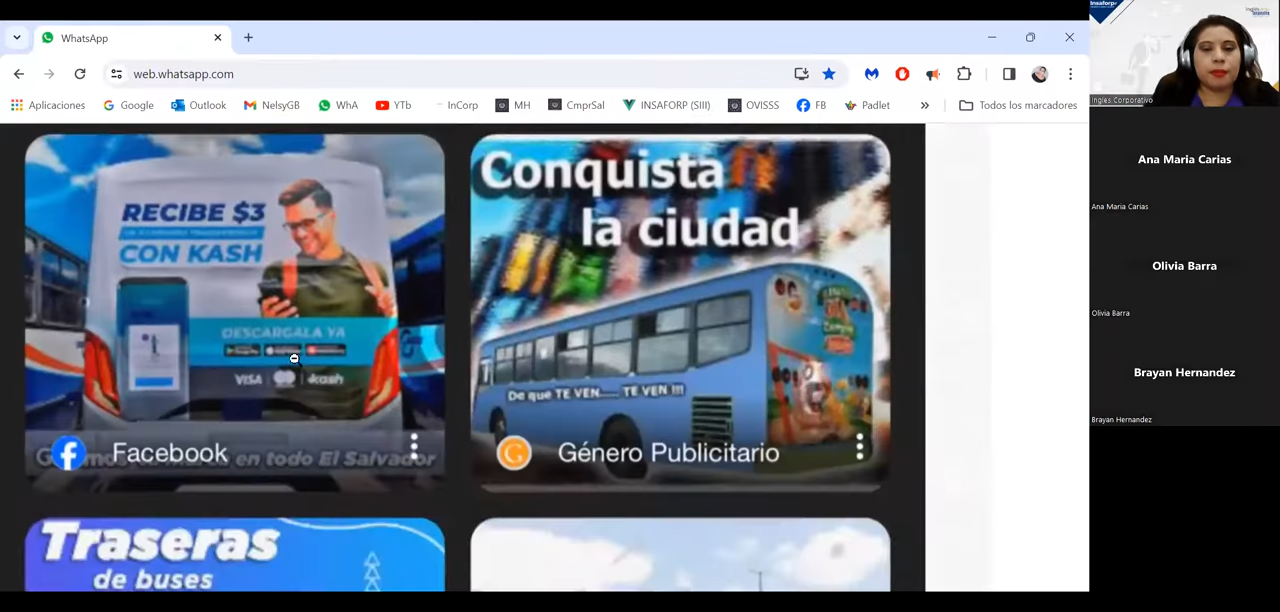 WhatsApp
web.whatsapp.com
Aplicaciones
Google
Outlook
NelsyGB
WhA
YTb
InCorp
MH
CmprSal
INSAFORP (SIII)
OVISSS
FB
Padlet
»
Todos los marcadores
RECIBE $3
CON KASH
DESCARGALA YA
VISA
kash
Facebook
en todo El Salvador
Conquista
la ciudad
De que TE VEN..... TE VEN !!!
G
Género Publicitario
Traseras
de buses
Insaforp
Ingles Corporativo
Ana Maria Carias
Ana Maria Carias
Olivia Barra
Olivia Barra
Brayan Hernandez
Brayan Hernandez